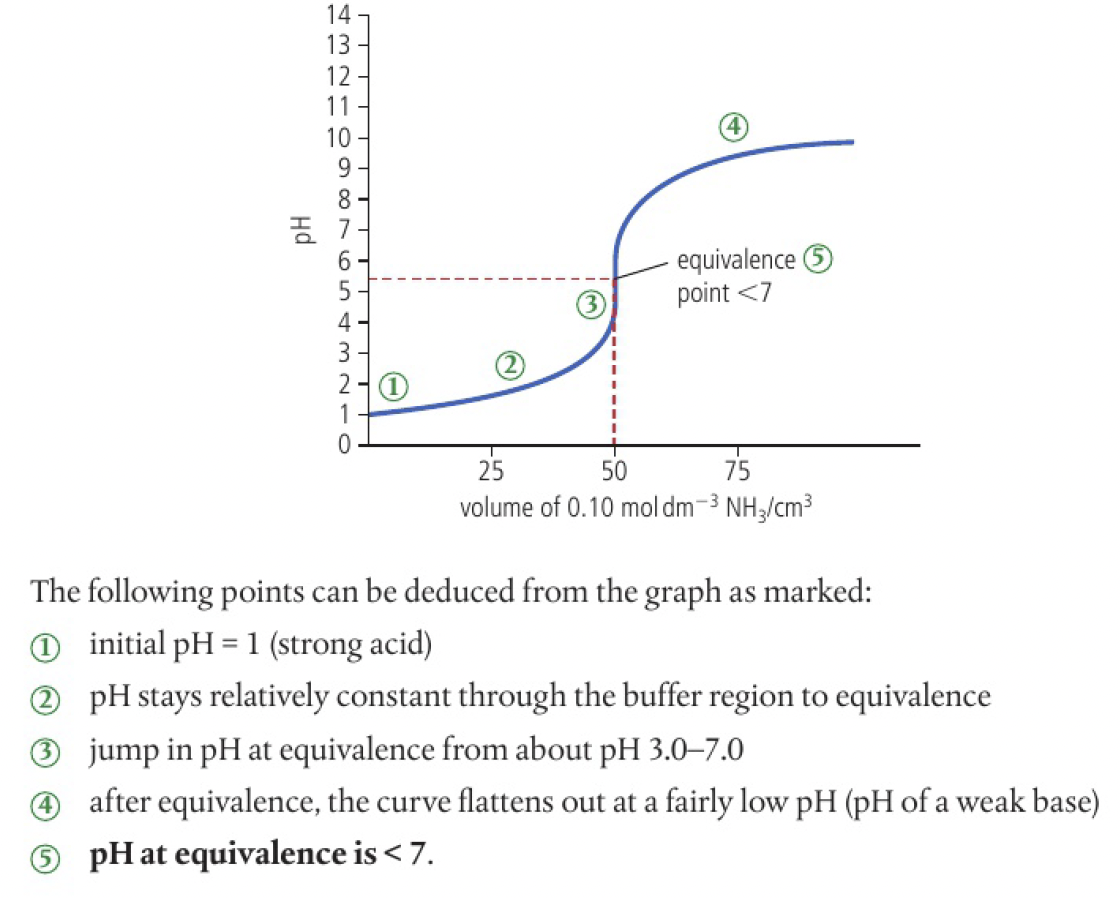 14
13
12
11
10
9
8
7
6
5
4
3
2
1
0
pH
④
equivalence ⑤
point <7
③
②
①
25 50 75
volume of 0.10 mol dm⁻³ NH₃/cm³
The following points can be deduced from the graph as marked:
① initial pH = 1 (strong acid)
② pH stays relatively constant through the buffer region to equivalence
③ jump in pH at equivalence from about pH 3.0–7.0
④ after equivalence, the curve flattens out at a fairly low pH (pH of a weak base)
⑤ pH at equivalence is < 7.